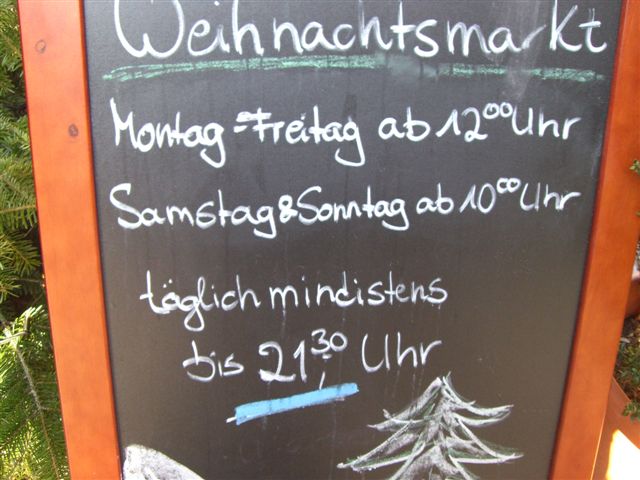 Weihnachtsmarkt
Montag-Freitag ab 12⁰⁰ Uhr
Samstag & Sonntag ab 10⁰⁰ Uhr
täglich mindistens
bis 21³⁰ Uhr